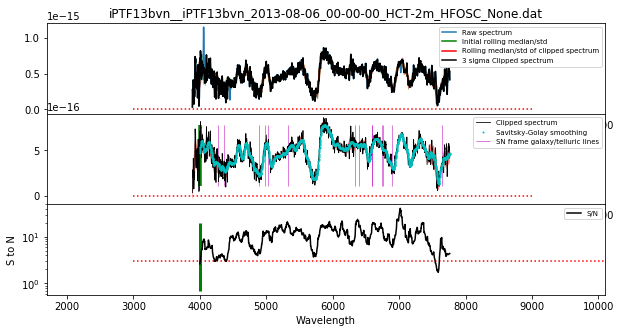 iPTF13bvn__iPTF13bvn_2013-08-06_00-00-00_HCT-2m_HFOSC_None.dat
1e−15
1.0
0.5
0.0
Raw spectrum
Initial rolling median/std
Rolling median/std of clipped spectrum
3 sigma Clipped spectrum
1e−16
5
0
Clipped spectrum
Savitsky-Golay smoothing
SN frame galaxy/telluric lines
S to N
10¹
10⁰
S/N
2000 3000 4000 5000 6000 7000 8000 9000 10000
Wavelength